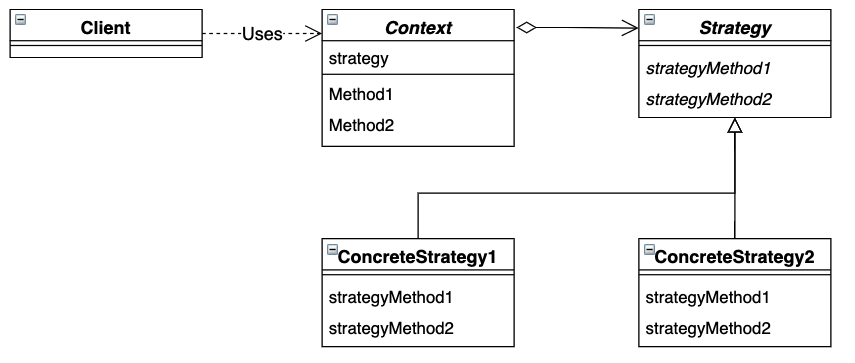 Client
Uses
Context
strategy
Method1
Method2
Strategy
strategyMethod1
strategyMethod2
ConcreteStrategy1
strategyMethod1
strategyMethod2
ConcreteStrategy2
strategyMethod1
strategyMethod2